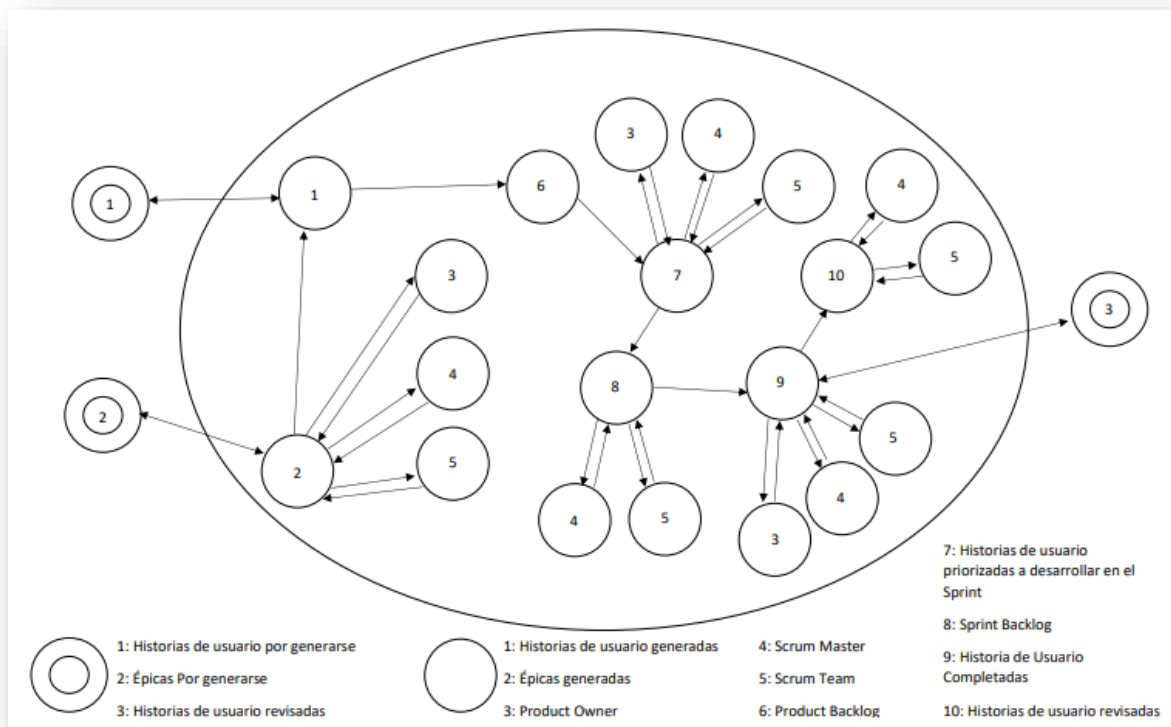 3
4
5
4
1
6
1
5
3
7
10
3
4
8
9
2
5
5
2
4
4
5
3
7: Historias de usuario
priorizadas a desarrollar en el
Sprint
8: Sprint Backlog
9: Historia de Usuario
Completadas
10: Historias de usuario revisadas
1: Historias de usuario por generarse
2: Épicas Por generarse
3: Historias de usuario revisadas
1: Historias de usuario generadas
2: Épicas generadas
3: Product Owner
4: Scrum Master
5: Scrum Team
6: Product Backlog